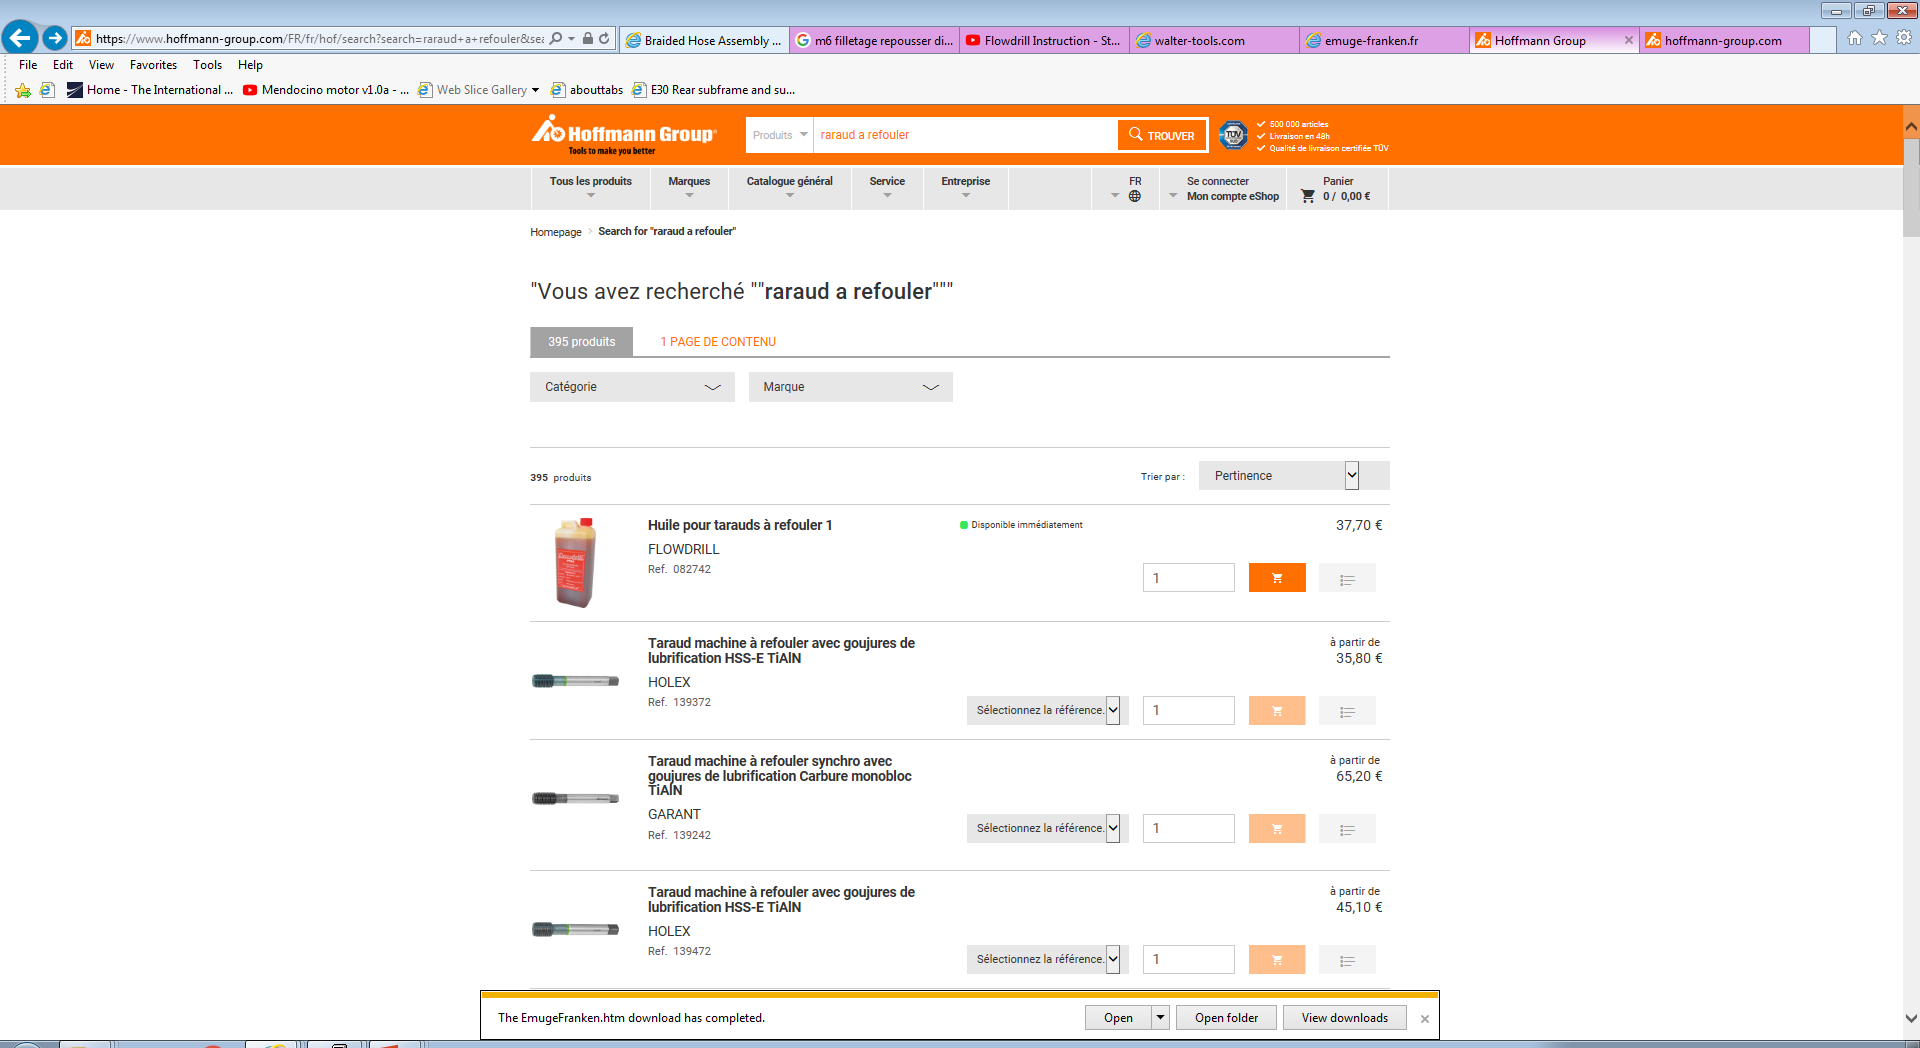 https://www.hoffmann-group.com/FR/fr/hof/search?search=raraud+a+refouler&sea
Braided Hose Assembly ...
m6 filletage repousser di...
Flowdrill Instruction - St...
walter-tools.com
emuge-franken.fr
Hoffmann Group
hoffmann-group.com
File Edit View Favorites Tools Help
Home - The International ...
Mendocino motor v1.0a - ...
Web Slice Gallery
abouttabs
E30 Rear subframe and su...
Hoffmann Group
Tools to make you better
Produits
raraud a refouler
TROUVER
TÜV
500 000 articles
Livraison en 48h
Qualité de livraison certifiée TÜV
Tous les produits
Marques
Catalogue général
Service
Entreprise
FR
Se connecter
Mon compte eShop
Panier
0 / 0,00 €
Homepage
Search for "raraud a refouler"
"Vous avez recherché ""raraud a refouler"""
395 produits
1 PAGE DE CONTENU
Catégorie
Marque
395 produits
Trier par :
Pertinence
Huile pour tarauds à refouler 1
FLOWDRILL
Ref. 082742
Disponible immédiatement
37,70 €
1
Taraud machine à refouler avec goujures de
lubrification HSS-E TiAlN
HOLEX
Ref. 139372
Sélectionnez la référence.
1
à partir de
35,80 €
Taraud machine à refouler synchro avec
goujures de lubrification Carbure monobloc
TiAlN
GARANT
Ref. 139242
Sélectionnez la référence.
1
à partir de
65,20 €
Taraud machine à refouler avec goujures de
lubrification HSS-E TiAlN
HOLEX
Ref. 139472
Sélectionnez la référence.
1
à partir de
45,10 €
The EmugeFranken.htm download has completed.
Open
Open folder
View downloads